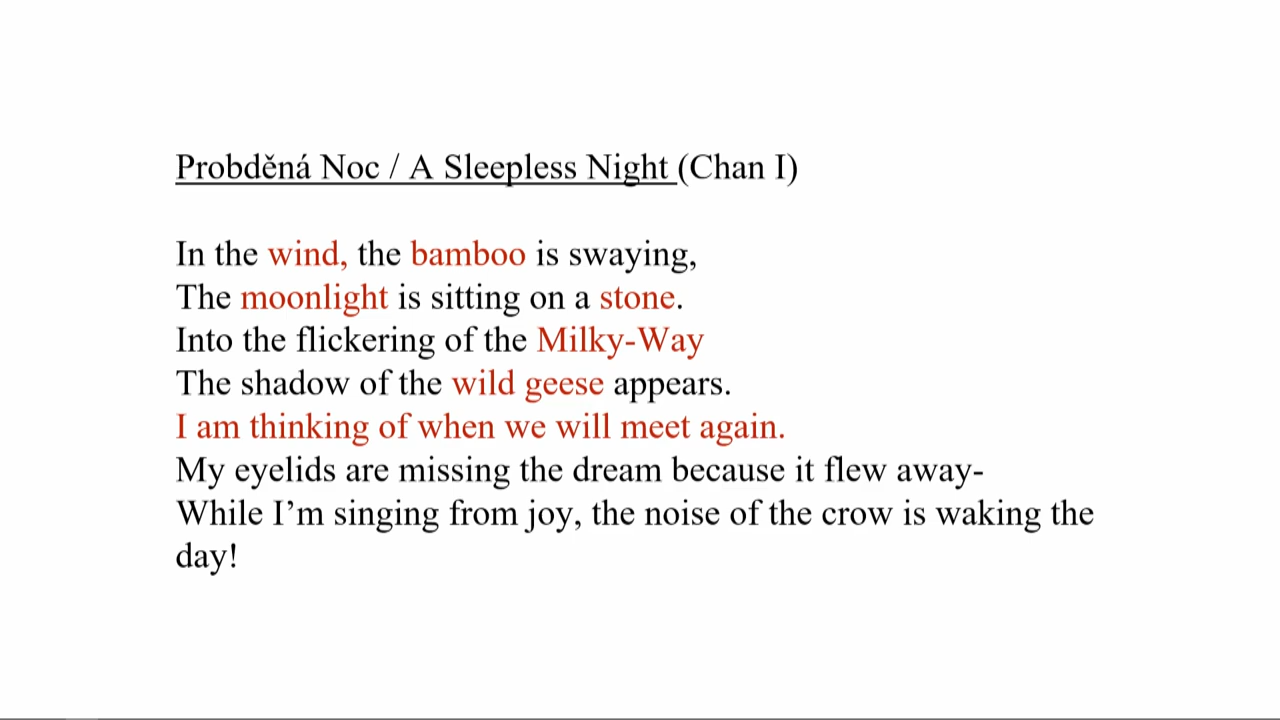 Probděná Noc / A Sleepless Night (Chan I)
In the wind, the bamboo is swaying,
The moonlight is sitting on a stone.
Into the flickering of the Milky-Way
The shadow of the wild geese appears.
I am thinking of when we will meet again.
My eyelids are missing the dream because it flew away-
While I’m singing from joy, the noise of the crow is waking the
day!